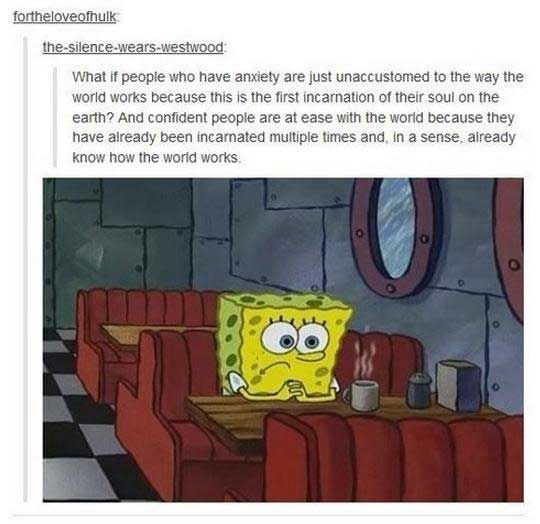 fortheloveofhulk:
the-silence-wears-westwood:
What if people who have anxiety are just unaccustomed to the way the
world works because this is the first incarnation of their soul on the
earth? And confident people are at ease with the world because they
have already been incarnated multiple times and, in a sense, already
know how the world works.